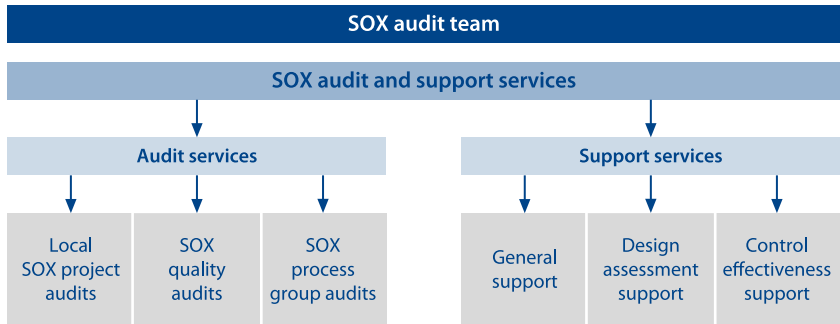 SOX audit team
SOX audit and support services
Audit services
Support services
Local
SOX project
audits
SOX
quality
audits
SOX
process
group audits
General
support
Design
assessment
support
Control
effectiveness
support